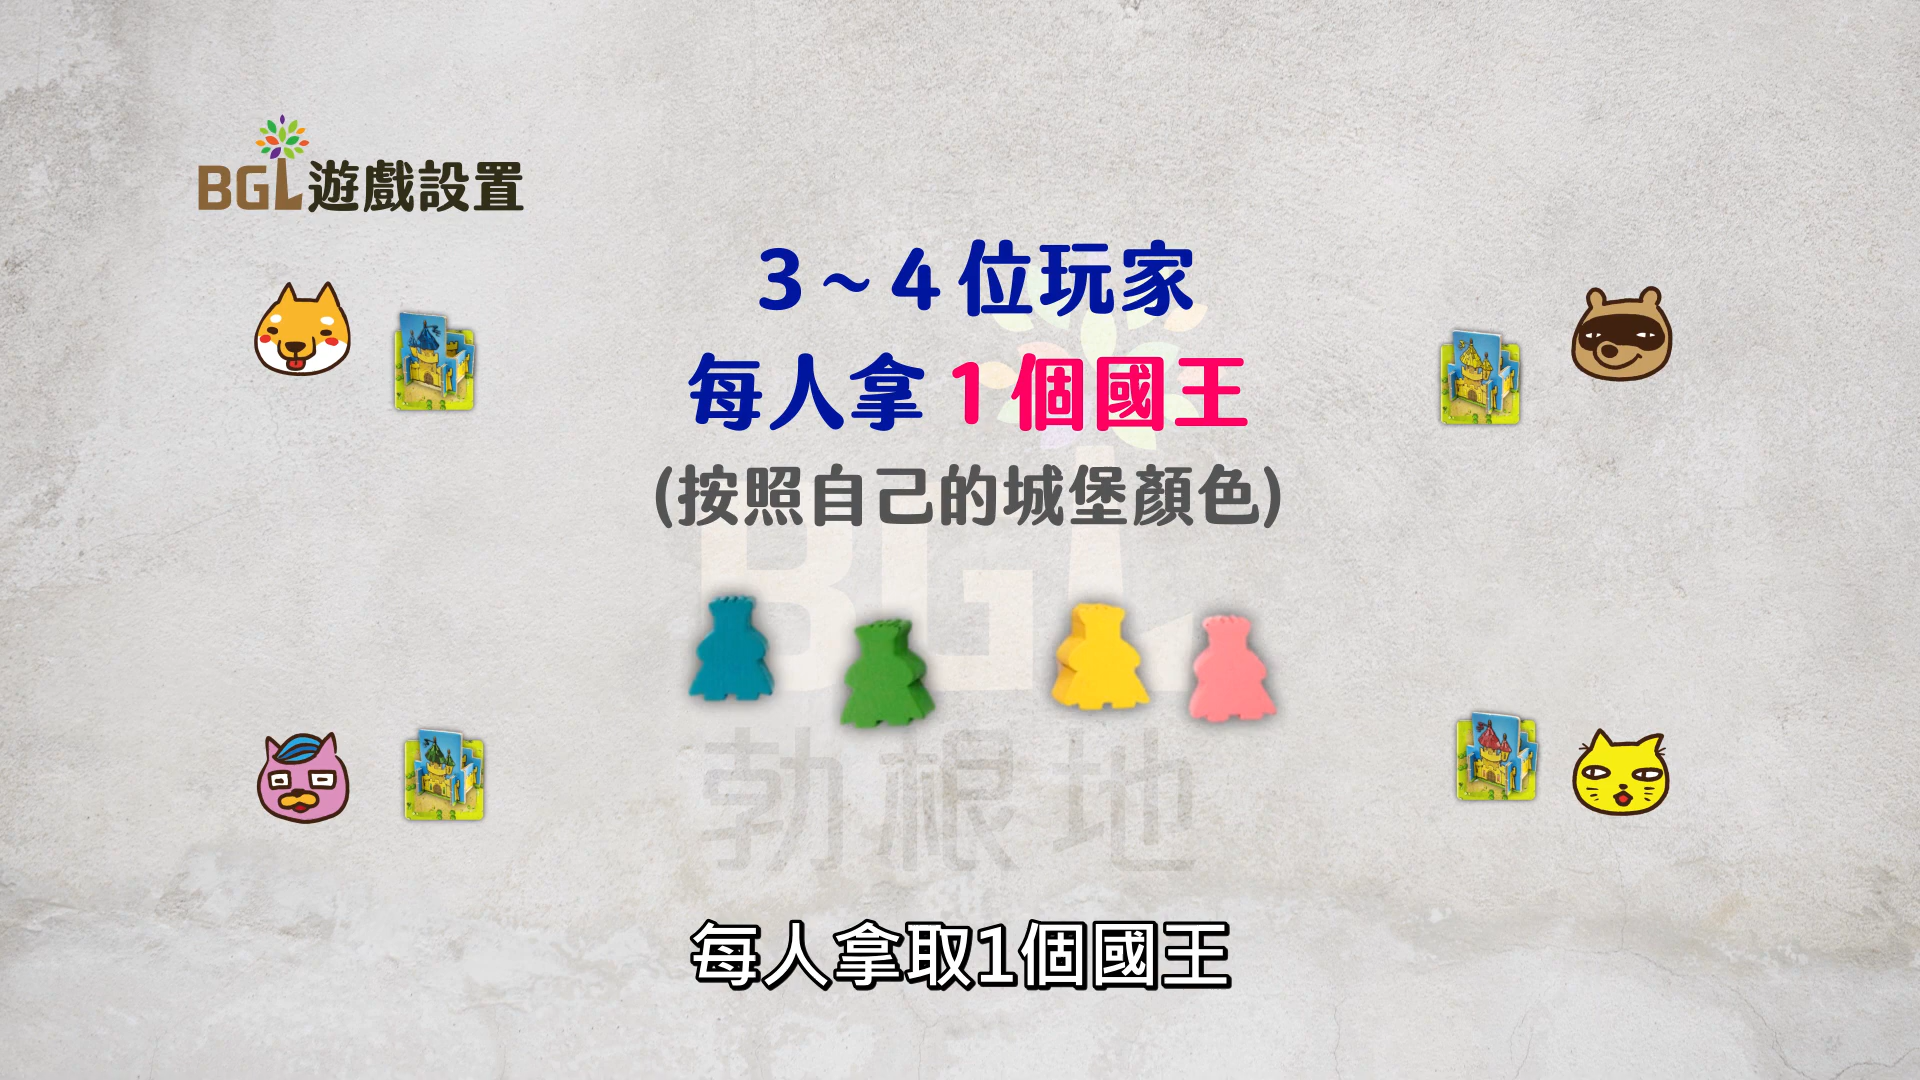 BGL遊戲設置
3~4位玩家
每人拿1個國王
(按照自己的城堡顏色)
BGL
勃根地
每人拿取1個國王